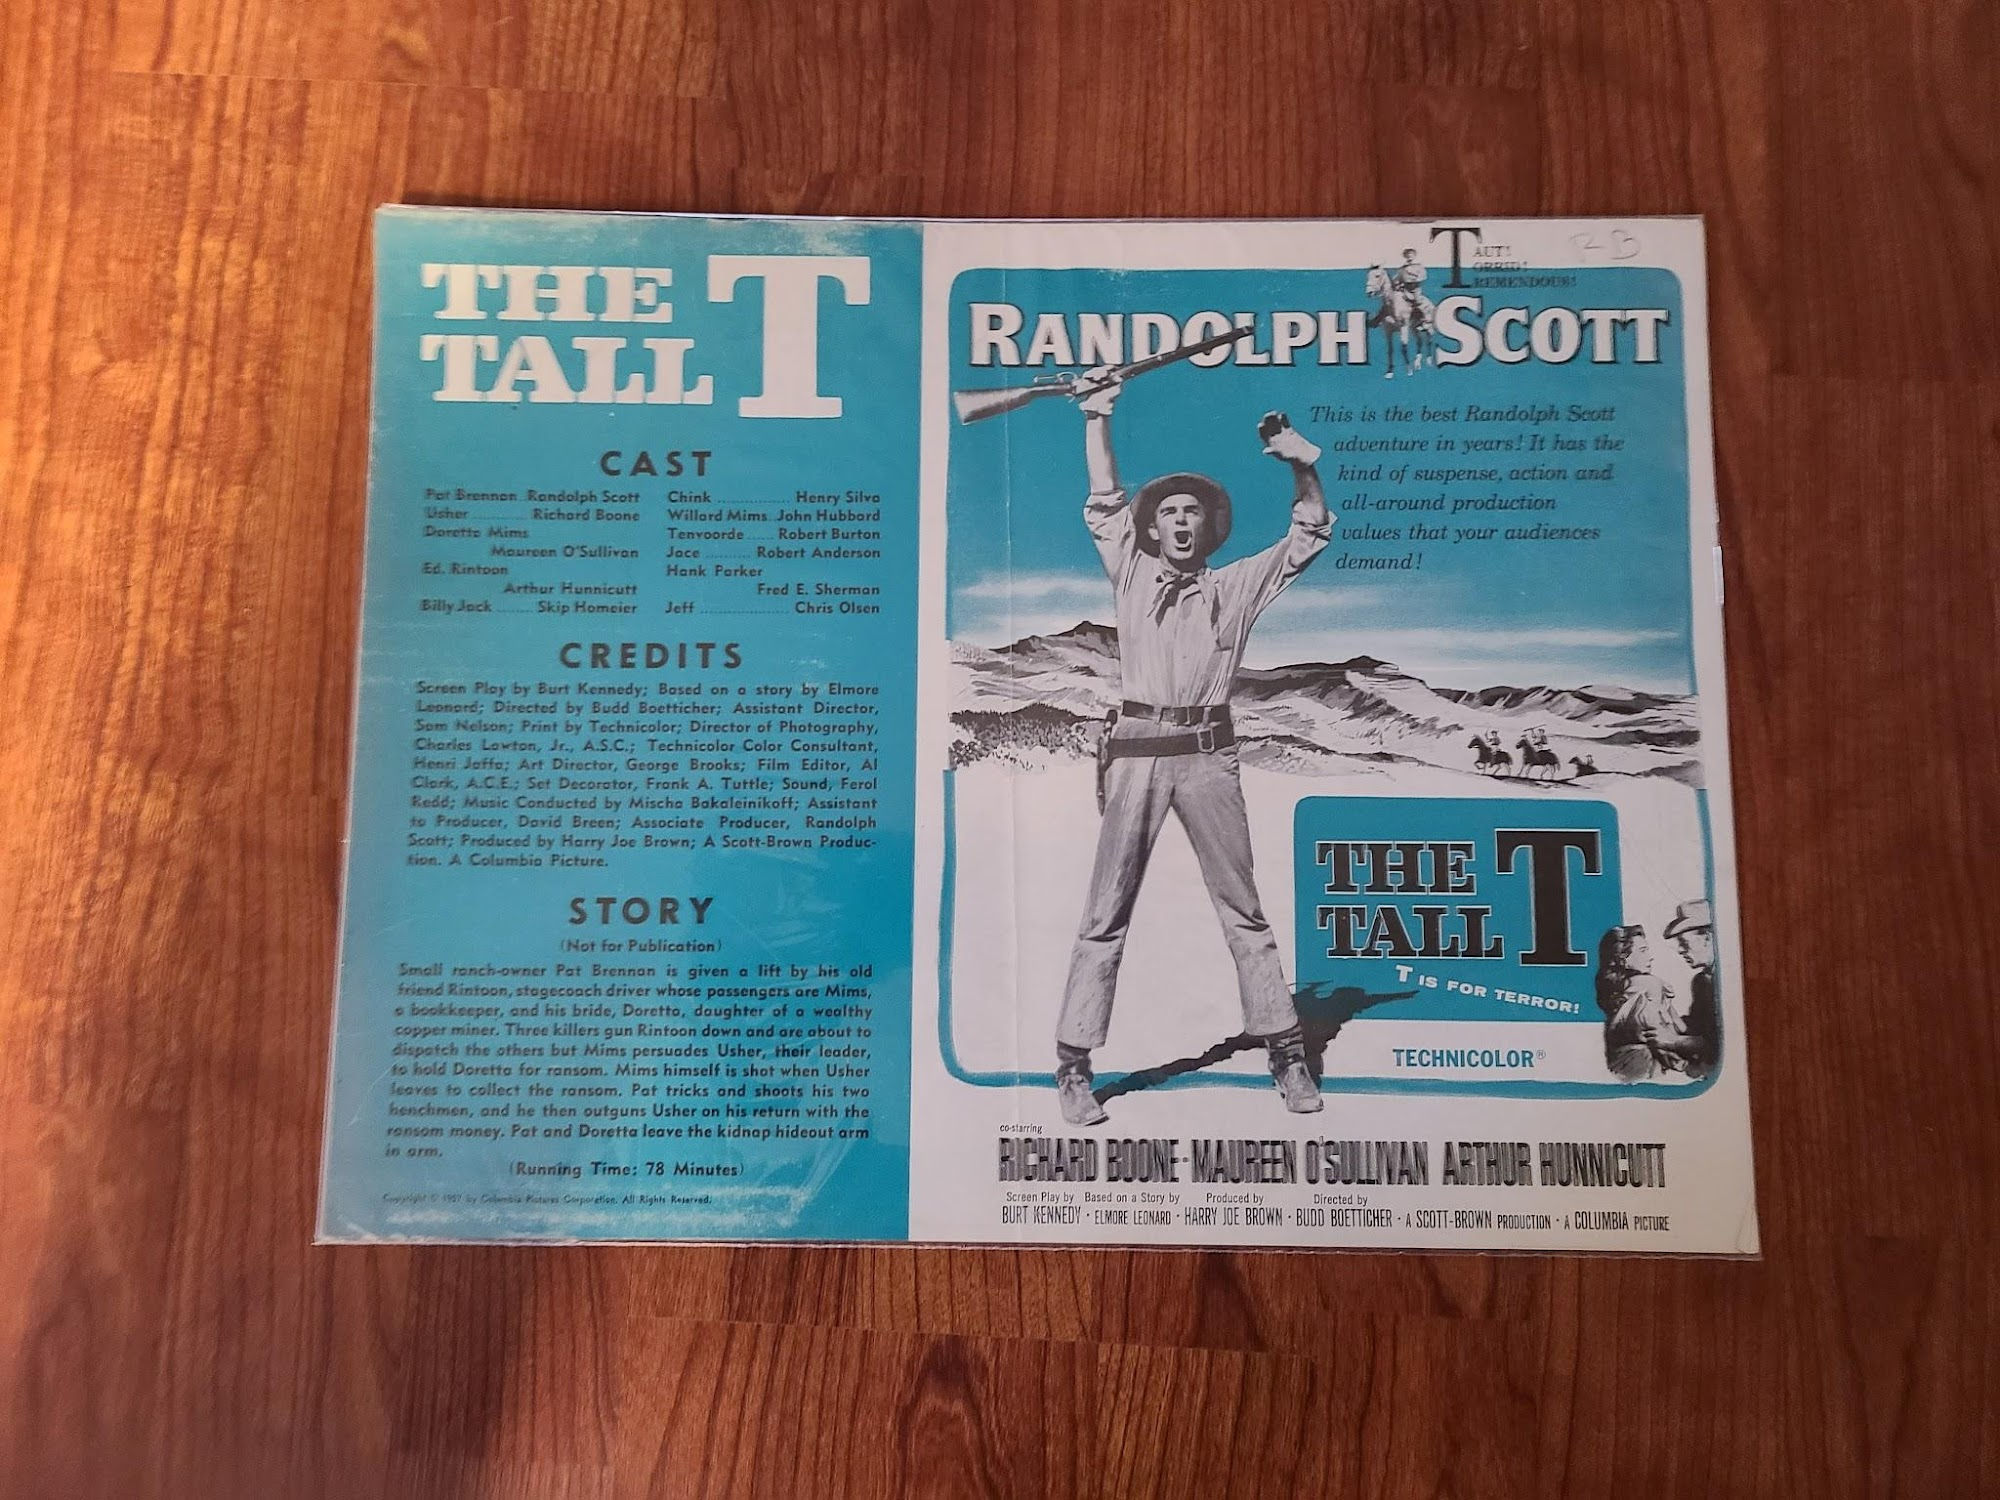 THE
TALL T
CAST
Pat Brennan Randolph Scott
Usher Richard Boone
Doretta Mims
Maureen O'Sullivan
Ed. Rintoon
Arthur Hunnicutt
Billy Jack Skip Homeier
Chink Henry Silva
Willard Mims John Hubbard
Tenvoorde Robert Burton
Jace Robert Anderson
Hank Parker
Fred E. Sherman
Jeff Chris Olsen
CREDITS
Screen Play by Burt Kennedy; Based on a story by Elmore
Leonard; Directed by Budd Boetticher; Assistant Director,
Sam Nelson; Print by Technicolor; Director of Photography,
Charles Lawton, Jr., A.S.C.; Technicolor Color Consultant,
Henri Jaffa; Art Director, George Brooks; Film Editor, Al
Clark, A.C.E.; Set Decorator, Frank A. Tuttle; Sound, Ferol
Redd; Music Conducted by Mischa Bakaleinikoff; Assistant
to Producer, David Breen; Associate Producer, Randolph
Scott; Produced by Harry Joe Brown; A Scott-Brown Produc-
tion. A Columbia Picture.
STORY
(Not for Publication)
Small ranch-owner Pat Brennan is given a lift by his old
friend Rintoon, stagecoach driver whose passengers are Mims,
a bookkeeper, and his bride, Doretta, daughter of a wealthy
copper miner. Three killers gun Rintoon down and are about to
dispatch the others but Mims persuades Usher, their leader,
to hold Doretta for ransom. Mims himself is shot when Usher
leaves to collect the ransom. Pat tricks and shoots his two
henchmen, and he then outguns Usher on his return with the
ransom money. Pat and Doretta leave the kidnap hideout arm
in arm.
(Running Time: 78 Minutes)
Copyright © 1957 by Columbia Pictures Corporation. All Rights Reserved.
RB
TAUT!
TORRID!
TREMENDOUS!
RANDOLPH SCOTT
This is the best Randolph Scott
adventure in years! It has the
kind of suspense, action and
all-around production
values that your audiences
demand!
THE
TALL T
T IS FOR TERROR!
TECHNICOLOR®
co-starring
RICHARD BOONE · MAUREEN O'SULLIVAN ARTHUR HUNNICUTT
Screen Play by Based on a Story by Produced by Directed by
BURT KENNEDY · ELMORE LEONARD · HARRY JOE BROWN · BUDD BOETTICHER · A SCOTT-BROWN PRODUCTION · A COLUMBIA PICTURE